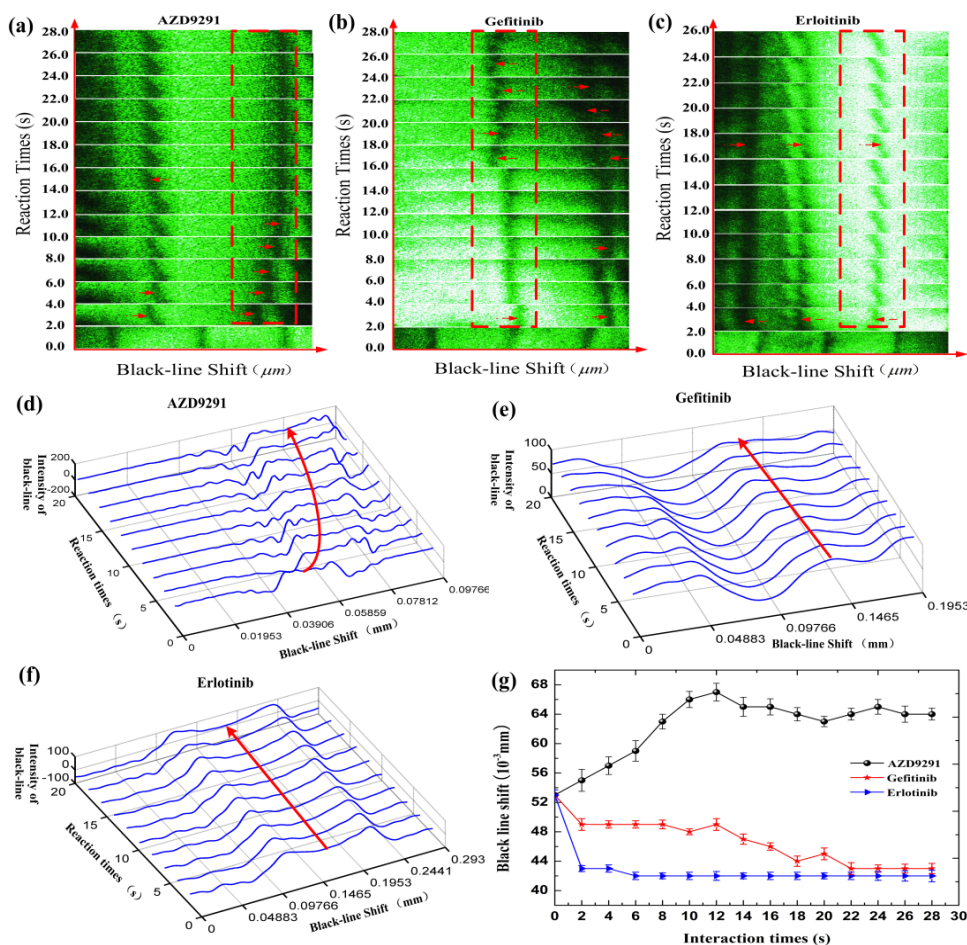 (a)
AZD9291
Reaction Times (s)
28.0
26.0
24.0
22.0
20.0
18.0
16.0
14.0
12.0
10.0
8.0
6.0
4.0
2.0
0.0
Black-line Shift (μm)
(b)
Gefitinib
Reaction Times (s)
28.0
26.0
24.0
22.0
20.0
18.0
16.0
14.0
12.0
10.0
8.0
6.0
4.0
2.0
0.0
Black-line Shift (μm)
(c)
Erloitinib
Reaction Times (s)
26.0
24.0
22.0
20.0
18.0
16.0
14.0
12.0
10.0
8.0
6.0
4.0
2.0
0.0
Black-line Shift (μm)
(d)
AZD9291
Intensity of
black-line
200
0
-200
20
15
10
5
0
Reaction times (s)
0
0.01953
0.03906
0.05859
0.07812
0.09766
Black-line Shift (mm)
(e)
Gefitinib
Intensity of
black-line
100
50
0
20
15
10
5
0
Reaction times (s)
0
0.04883
0.09766
0.1465
0.1953
Black-line Shift (mm)
(f)
Erlotinib
Intensity of
black-line
100
0
-100
20
15
10
5
0
Reaction times (s)
0
0.04883
0.09766
0.1465
0.1953
0.2441
0.293
Black-line Shift (mm)
(g)
Black line shift (10-3mm)
68
64
60
56
52
48
44
40
AZD9291
Gefitinib
Erlotinib
0 2 4 6 8 10 12 14 16 18 20 22 24 26 28 30
Interaction times (s)